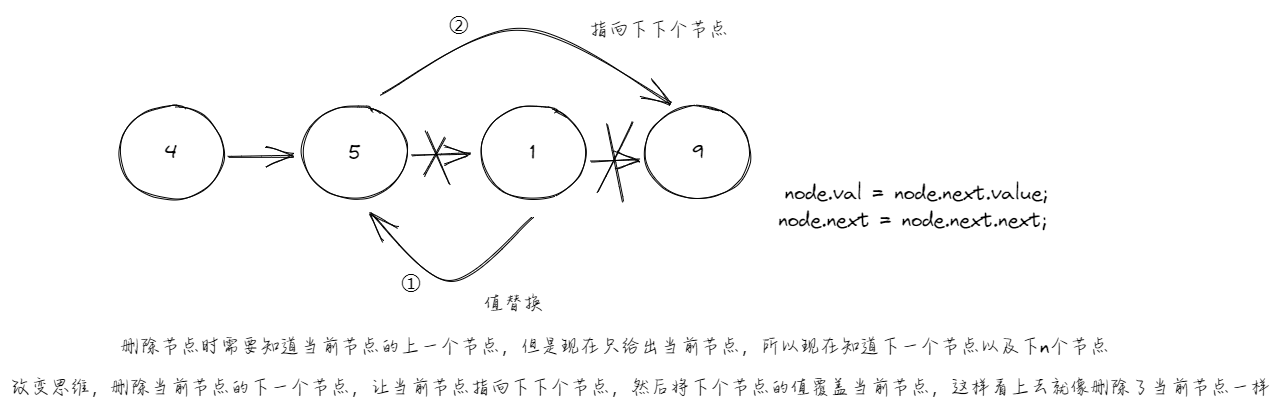 ②
指向下下个节点
4
5
1
9
node.val = node.next.value;
node.next = node.next.next;
①
值替换
删除节点时需要知道当前节点的上一个节点，但是现在只给出当前节点，所以现在知道下一个节点以及下n个节点
改变思维，删除当前节点的下一个节点，让当前节点指向下下个节点，然后将下个节点的值覆盖当前节点，这样看上去就像删除了当前节点一样